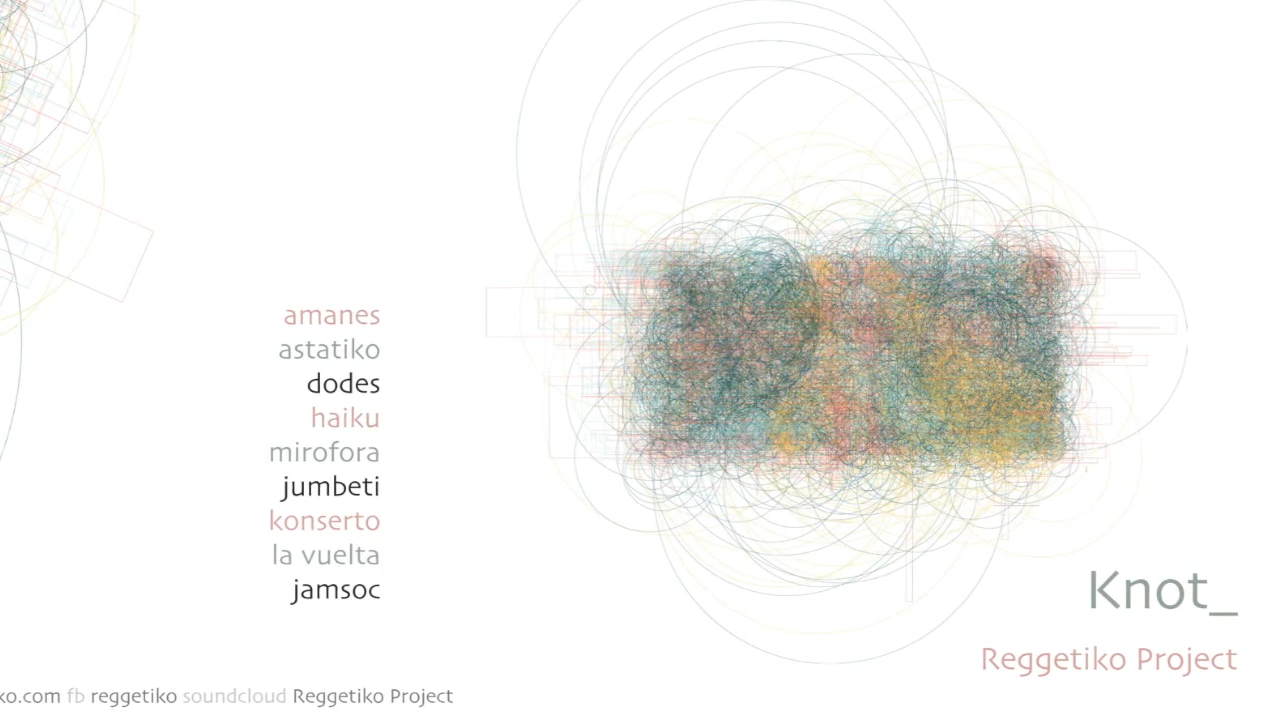 amanes
astatiko
dodes
haiku
mirofora
jumbeti
konserto
la vuelta
jamsoc
Knot_
Reggetiko Project
ko.com fb reggetiko soundcloud Reggetiko Project